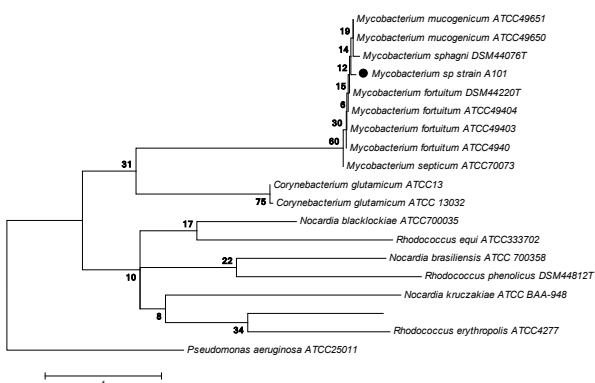 Mycobacterium mucogenicum ATCC49651
19
Mycobacterium mucogenicum ATCC49650
14
Mycobacterium sphagni DSM44076T
12
Mycobacterium sp strain A101
15
Mycobacterium fortuitum DSM44220T
6
Mycobacterium fortuitum ATCC49404
30
Mycobacterium fortuitum ATCC49403
60
Mycobacterium fortuitum ATCC4940
31
Mycobacterium septicum ATCC70073
Corynebacterium glutamicum ATCC13
75
Corynebacterium glutamicum ATCC 13032
17
Nocardia blacklockiae ATCC700035
Rhodococcus equi ATCC333702
22
Nocardia brasiliensis ATCC 700358
10
Rhodococcus phenolicus DSM44812T
Nocardia kruczakiae ATCC BAA-948
8
34
Rhodococcus erythropolis ATCC4277
Pseudomonas aeruginosa ATCC25011